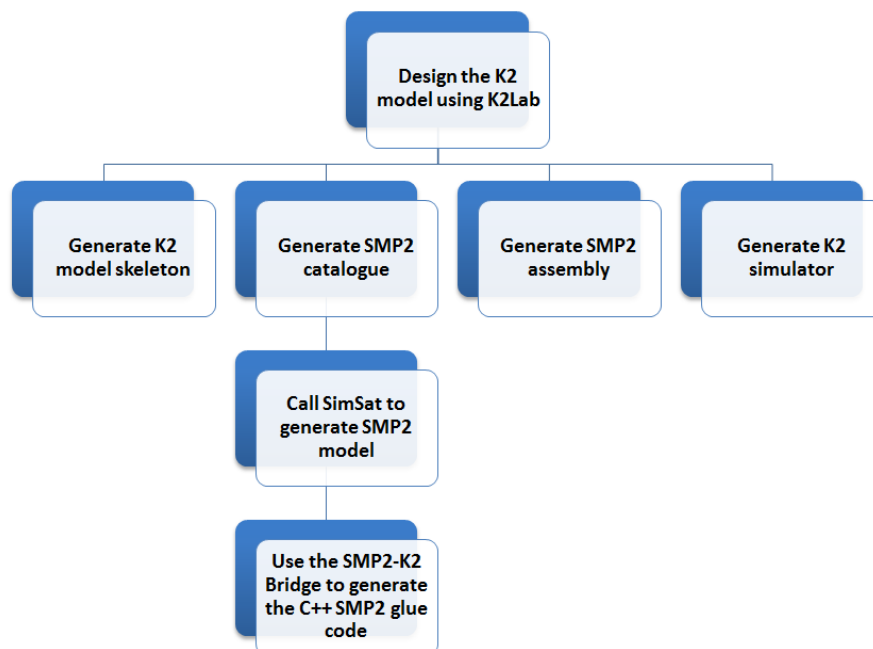 Design the K2
model using K2Lab
Generate K2
model skeleton
Generate SMP2
catalogue
Generate SMP2
assembly
Generate K2
simulator
Call SimSat to
generate SMP2
model
Use the SMP2-K2
Bridge to generate
the C++ SMP2 glue
code